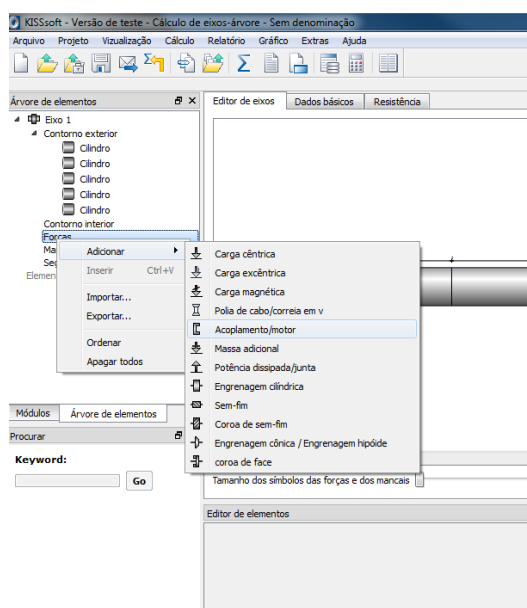 KISSsoft - Versão de teste - Cálculo de eixos-árvore - Sem denominação
Arquivo Projeto Vizualização Cálculo Relatório Gráfico Extras Ajuda
Árvore de elementos
Editor de eixos Dados básicos Resistência
Eixo 1
Contorno exterior
Cilindro
Cilindro
Cilindro
Cilindro
Cilindro
Contorno interior
Forças
Ma
Seç
Elemen
Adicionar
Inserir Ctrl+V
Importar...
Exportar...
Ordenar
Apagar todos
Carga cêntrica
Carga excêntrica
Carga magnética
Polia de cabo/correia em v
Acoplamento/motor
Massa adicional
Potência dissipada/junta
Engrenagem cilíndrica
Sem-fim
Coroa de sem-fim
Engrenagem cônica / Engrenagem hipóide
coroa de face
Módulos Árvore de elementos
Procurar
Keyword:
Go
Tamanho dos símbolos das forças e dos mancais
Editor de elementos